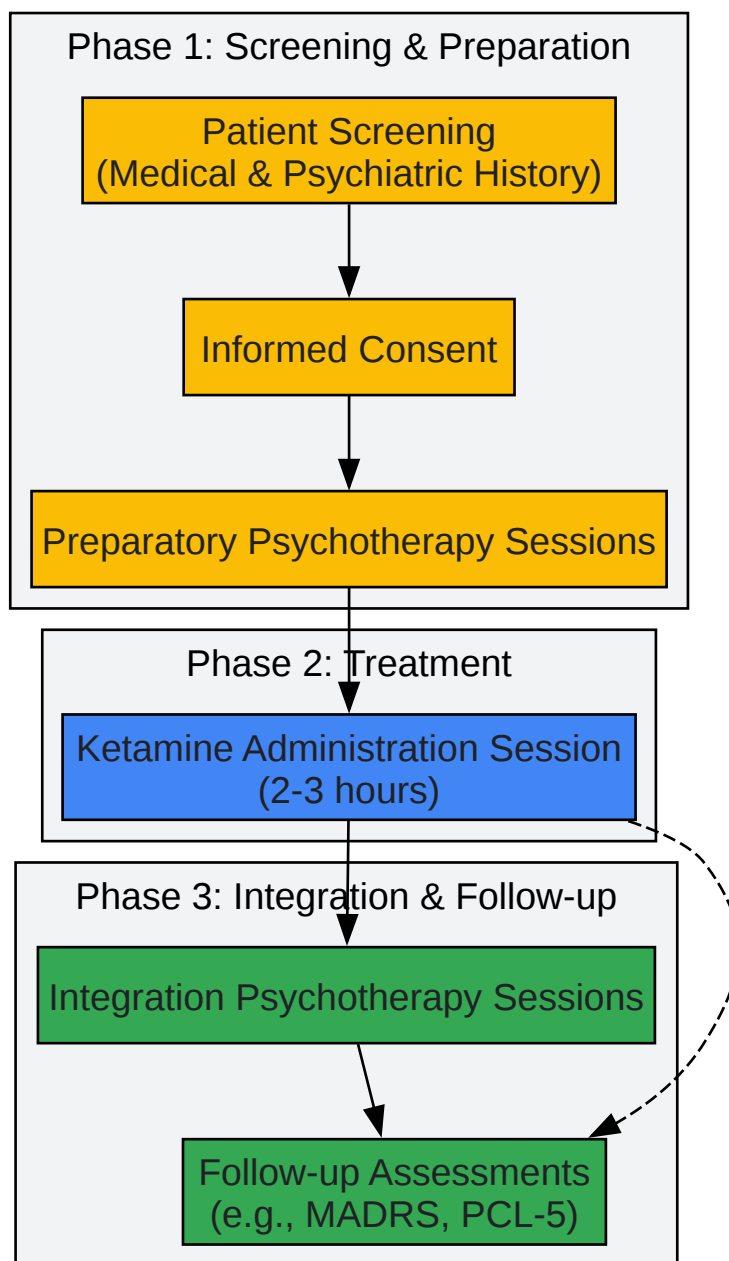 Phase 1: Screening & Preparation
Patient Screening
(Medical & Psychiatric History)
Informed Consent
Preparatory Psychotherapy Sessions
Phase 2: Treatment
Ketamine Administration Session
(2-3 hours)
Phase 3: Integration & Follow-up
Integration Psychotherapy Sessions
Follow-up Assessments
(e.g., MADRS, PCL-5)